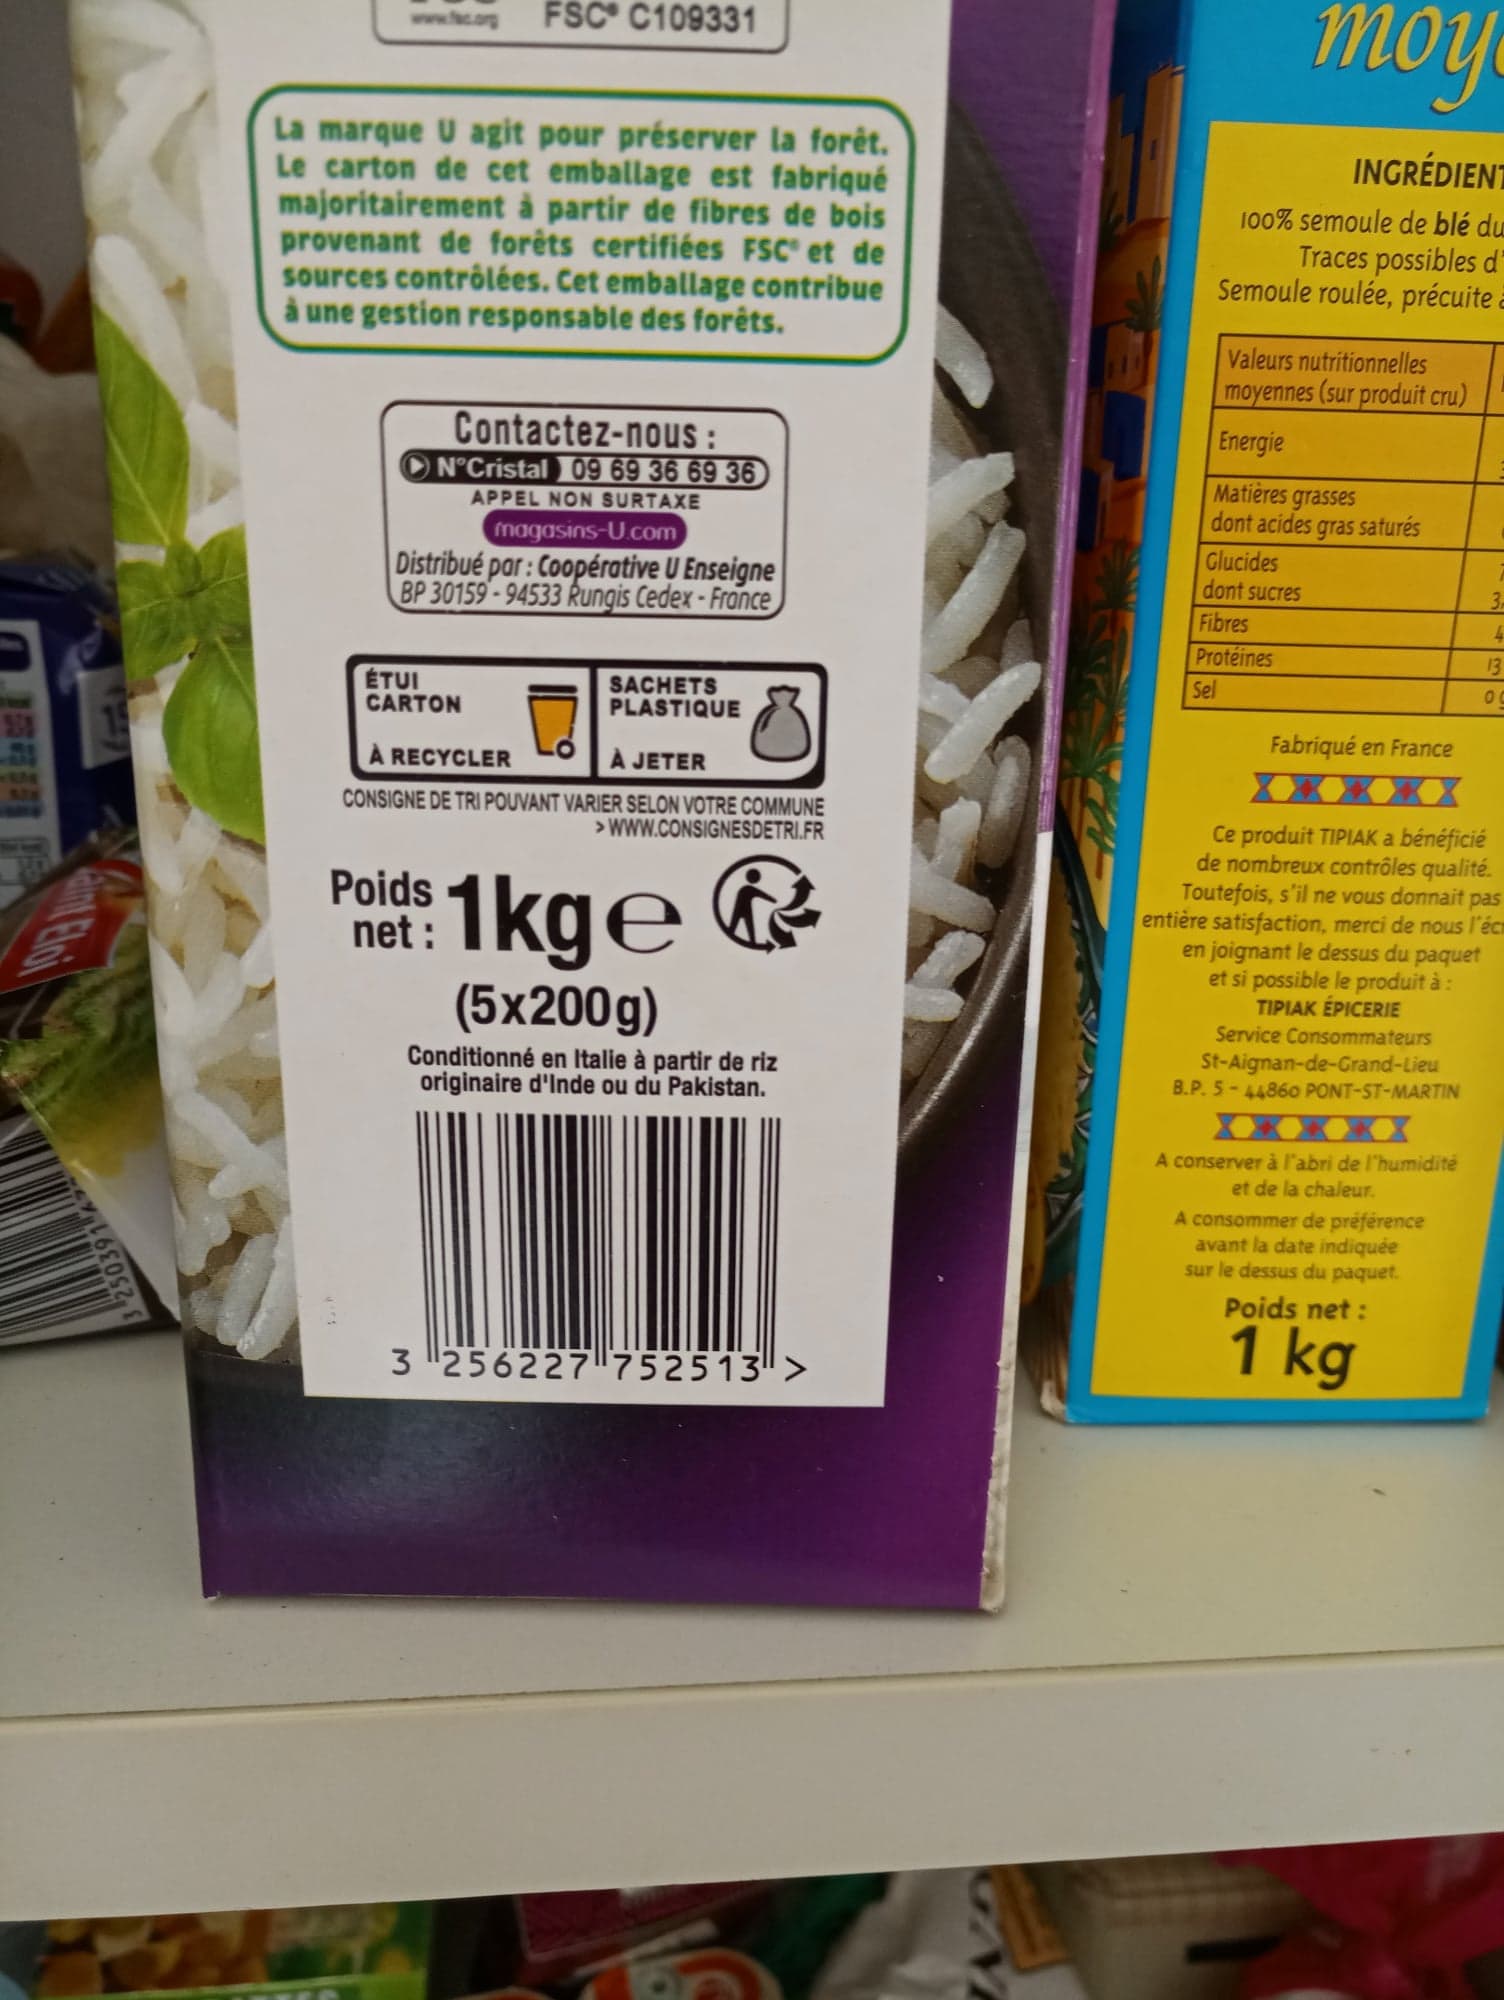 www.fsc.org
FSC® C109331
La marque U agit pour préserver la forêt.
Le carton de cet emballage est fabriqué
majoritairement à partir de fibres de bois
provenant de forêts certifiées FSC® et de
sources contrôlées. Cet emballage contribue
à une gestion responsable des forêts.
Contactez-nous :
N°Cristal 09 69 36 69 36
APPEL NON SURTAXE
magasins-U.com
Distribué par : Coopérative U Enseigne
BP 30159 - 94533 Rungis Cedex - France
ÉTUI
CARTON
À RECYCLER
SACHETS
PLASTIQUE
À JETER
CONSIGNE DE TRI POUVANT VARIER SELON VOTRE COMMUNE
> WWW.CONSIGNESDETRI.FR
Poids
net : 1kg e
(5x200g)
Conditionné en Italie à partir de riz
originaire d'Inde ou du Pakistan.
3 256227 752513 >
moy
INGRÉDIENT
100% semoule de blé du
Traces possibles d'
Semoule roulée, précuite
Valeurs nutritionnelles
moyennes (sur produit cru)
Energie
Matières grasses
dont acides gras saturés
Glucides
dont sucres 3,
Fibres 4
Protéines 13
Sel 0
Fabriqué en France
Ce produit TIPIAK a bénéficié
de nombreux contrôles qualité.
Toutefois, s'il ne vous donnait pas
entière satisfaction, merci de nous l'éc
en joignant le dessus du paquet
et si possible le produit à :
TIPIAK ÉPICERIE
Service Consommateurs
St-Aignan-de-Grand-Lieu
B.P. 5 - 44860 PONT-ST-MARTIN
A conserver à l'abri de l'humidité
et de la chaleur.
A consommer de préférence
avant la date indiquée
sur le dessus du paquet.
Poids net :
1 kg